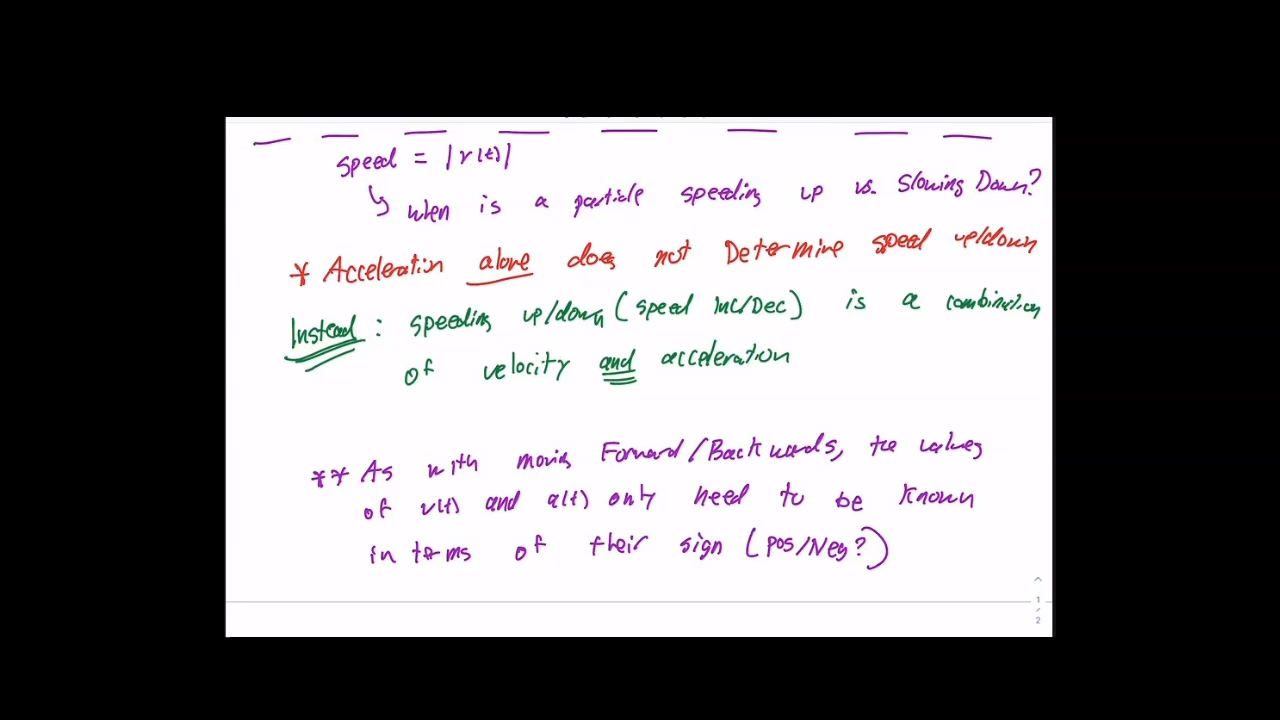 speed = |v(t)|
when is a particle speeding up vs. Slowing Down?
* Acceleration alone does not Determine speed up/down
Instead: speeding up/down (speed Inc/Dec) is a combination
of velocity and acceleration
** As with moving Forward/Backwards, the values
of v(t) and a(t) only need to be known
in terms of their sign (pos/Neg?)
1
2